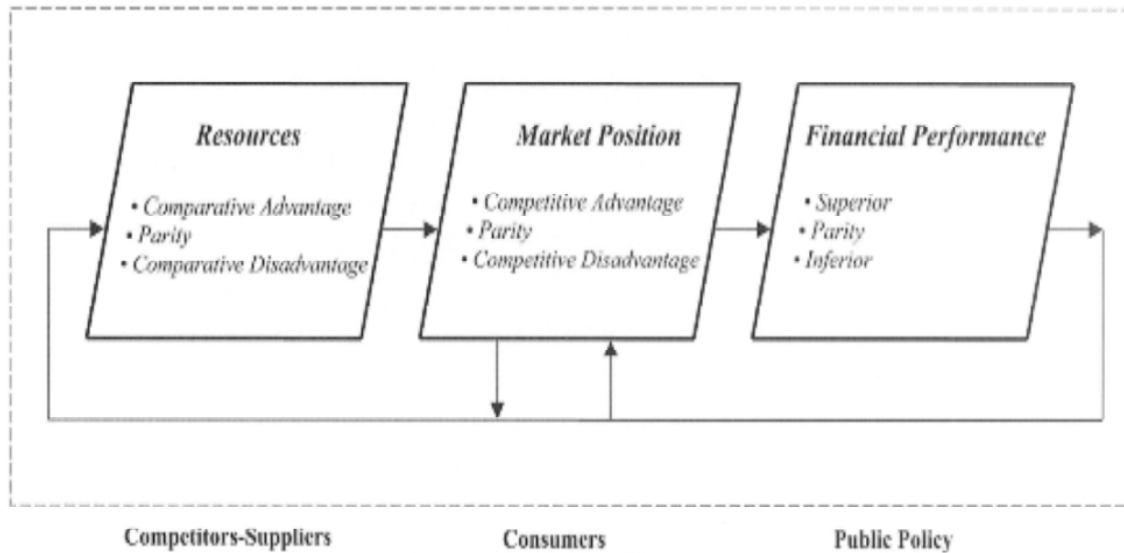 Resources
• Comparative Advantage
• Parity
• Comparative Disadvantage
Market Position
• Competitive Advantage
• Parity
• Competitive Disadvantage
Financial Performance
• Superior
• Parity
• Inferior
Competitors-Suppliers
Consumers
Public Policy